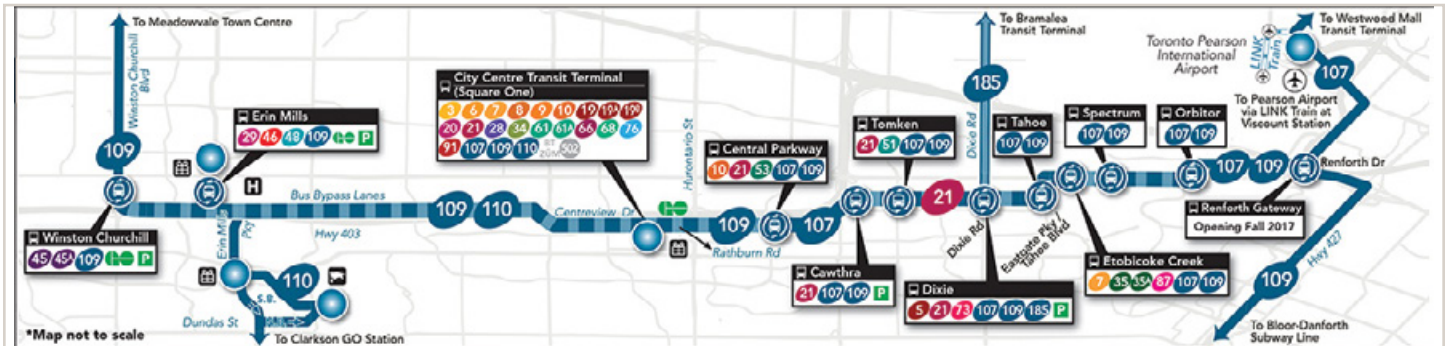 To Meadowvale Town Centre
Winston Churchill
Blvd
109
Winston Churchill
45 45A 109 GO P
Erin Mills
29 46 48 109 GO P
H
Erin Mills
Pky
110
S.B.
Dundas St
To Clarkson GO Station
*Map not to scale
Bus Bypass Lanes
Hwy 403
109 110
City Centre Transit Terminal
(Square One)
3 6 7 8 9 10 19 19A 19B
20 21 28 34 61 61A 66 68 76
91 107 109 110 ZÜM 502
Centreview Dr
Hurontario St
GO
Rathburn Rd
109
107
Central Parkway
10 21 53 107 109
Cawthra
21 107 109 P
Tomken
21 51 107 109
21
To Bramalea
Transit Terminal
185
Dixie Rd
Dixie Rd
Dixie
5 21 73 107 109 185 P
Tahoe
107 109
Eastgate Pky /
Tahoe Blvd
Etobicoke Creek
7 35 35A 87 107 109
Spectrum
107 109
Orbitor
107 109
107 109
Renforth Dr
Renforth Gateway
Opening Fall 2017
Toronto Pearson
International
Airport
LINK
Train
To Westwood Mall
Transit Terminal
107
To Pearson Airport
via LINK Train at
Viscount Station
Hwy 427
109
To Bloor-Danforth
Subway Line